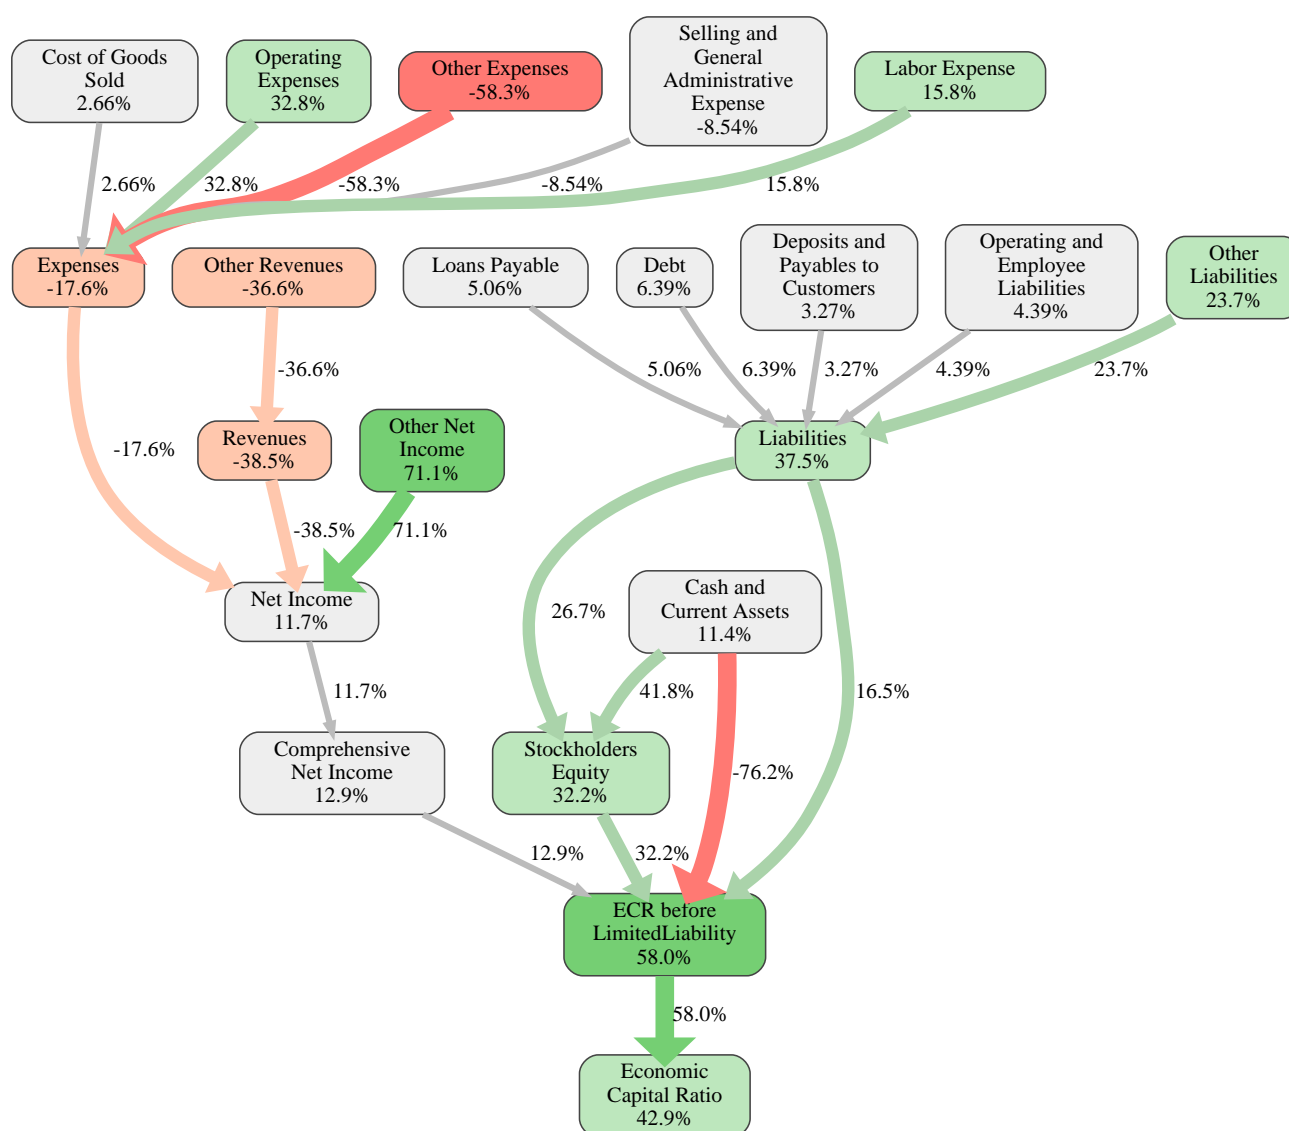 Cost of Goods
Sold
2.66%
Operating
Expenses
32.8%
Other Expenses
-58.3%
Selling and
General
Administrative
Expense
-8.54%
Labor Expense
15.8%
2.66%
32.8%
-58.3%
-8.54%
15.8%
Expenses
-17.6%
Other Revenues
-36.6%
Loans Payable
5.06%
Debt
6.39%
Deposits and
Payables to
Customers
3.27%
Operating and
Employee
Liabilities
4.39%
Other
Liabilities
23.7%
-36.6%
5.06%
6.39%
3.27%
4.39%
23.7%
-17.6%
Revenues
-38.5%
Other Net
Income
71.1%
Liabilities
37.5%
-38.5%
71.1%
Net Income
11.7%
26.7%
Cash and
Current Assets
11.4%
11.7%
41.8%
16.5%
Comprehensive
Net Income
12.9%
Stockholders
Equity
32.2%
-76.2%
12.9%
32.2%
ECR before
LimitedLiability
58.0%
58.0%
Economic
Capital Ratio
42.9%